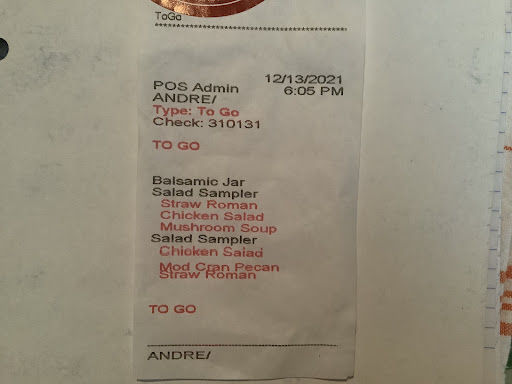 ToGo
****************************************
12/13/2021
POS Admin 6:05 PM
ANDRE/
Type: To Go
Check: 310131
TO GO
Balsamic Jar
Salad Sampler
Straw Roman
Chicken Salad
Mushroom Soup
Salad Sampler
Chicken Salad
Mod Cran Pecan
Straw Roman
TO GO
ANDRE/